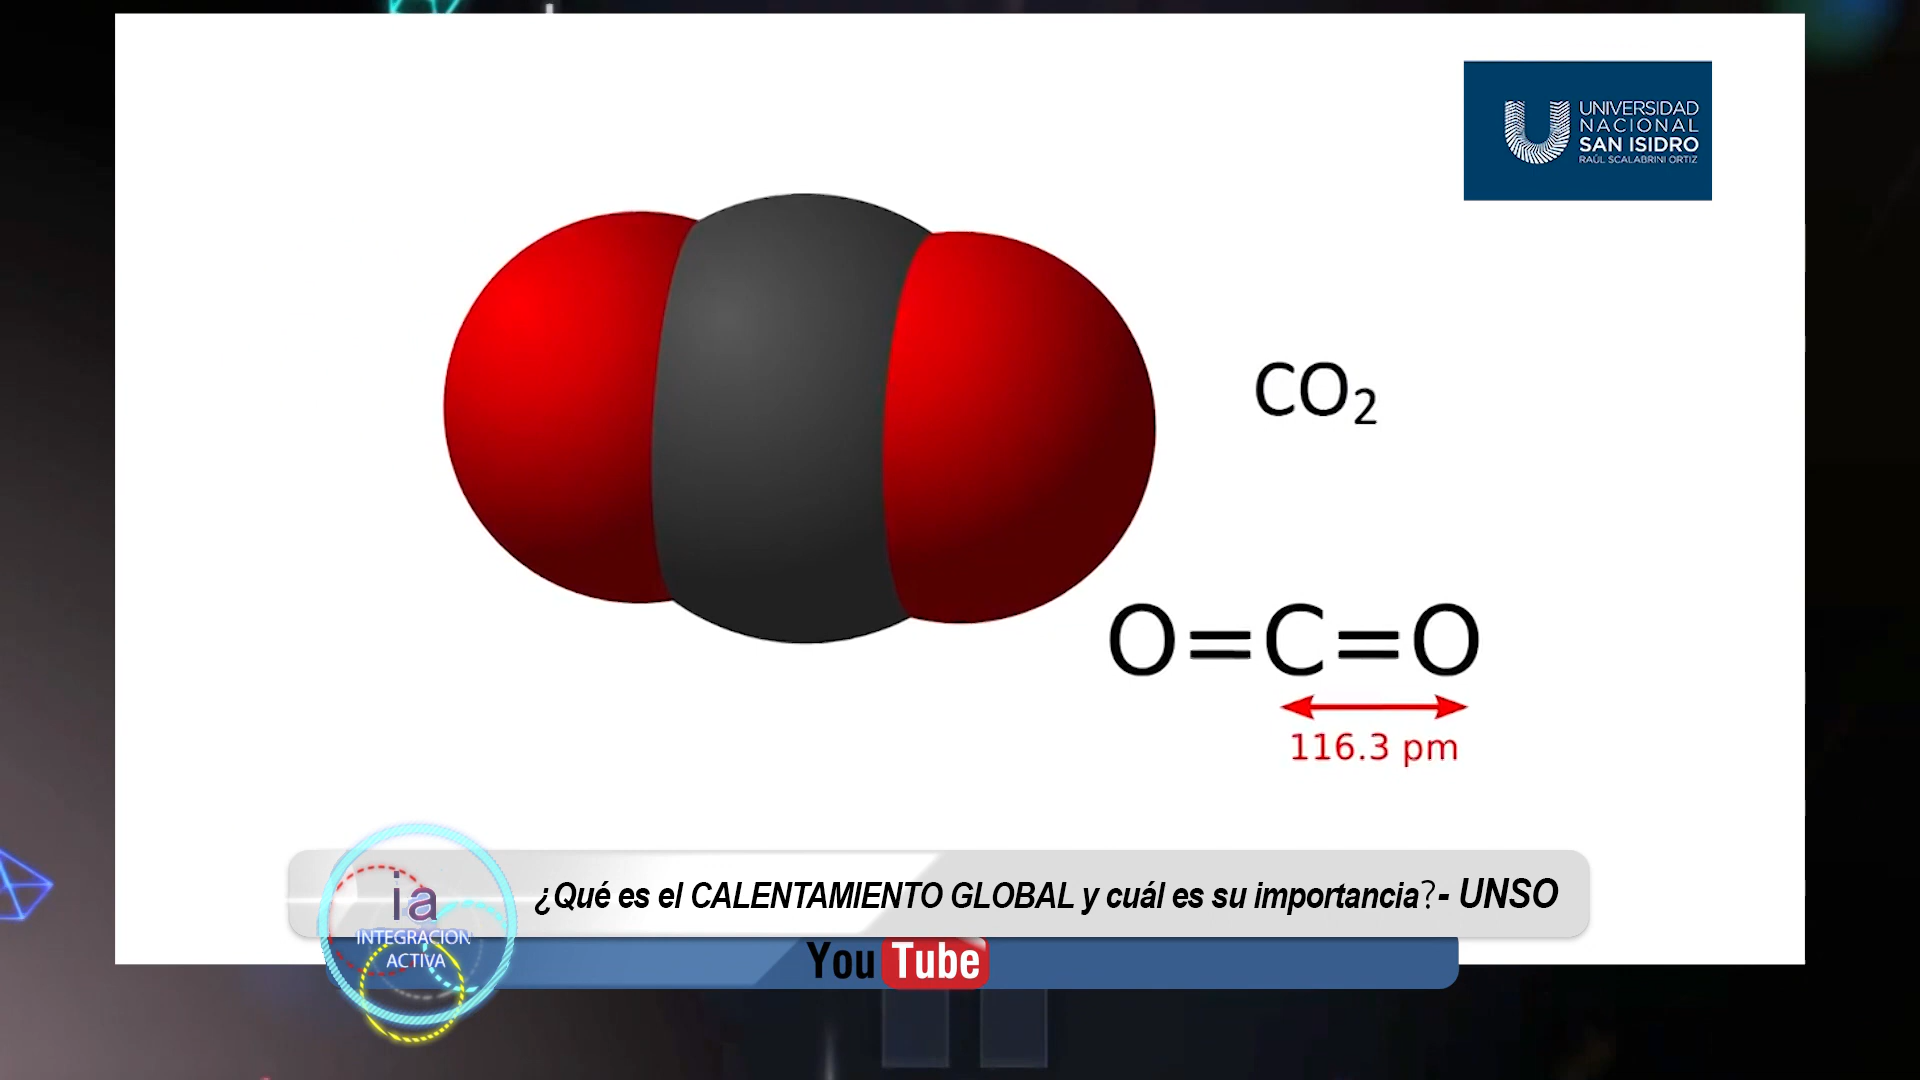 UNIVERSIDAD
NACIONAL
SAN ISIDRO
RAÚL SCALABRINI ORTIZ
CO₂
O=C=O
116.3 pm
¿Qué es el CALENTAMIENTO GLOBAL y cuál es su importancia?- UNSO
ia
INTEGRACION
ACTIVA
YouTube